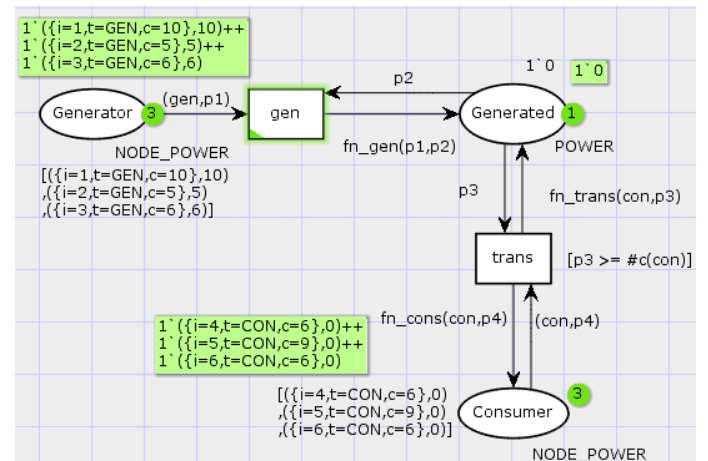 1`({i=1,t=GEN,c=10},10)++
1`({i=2,t=GEN,c=5},5)++
1`({i=3,t=GEN,c=6},6)
1`0
1`0
p2
Generator
3
(gen,p1)
gen
Generated
1
NODE_POWER
fn_gen(p1,p2)
POWER
[({i=1,t=GEN,c=10},10)
,({i=2,t=GEN,c=5},5)
,({i=3,t=GEN,c=6},6)]
p3
fn_trans(con,p3)
trans
[p3 >= #c(con)]
1`({i=4,t=CON,c=6},0)++
1`({i=5,t=CON,c=9},0)++
1`({i=6,t=CON,c=6},0)
fn_cons(con,p4)
(con,p4)
[({i=4,t=CON,c=6},0)
,({i=5,t=CON,c=9},0)
,({i=6,t=CON,c=6},0)]
Consumer
3
NODE_POWER